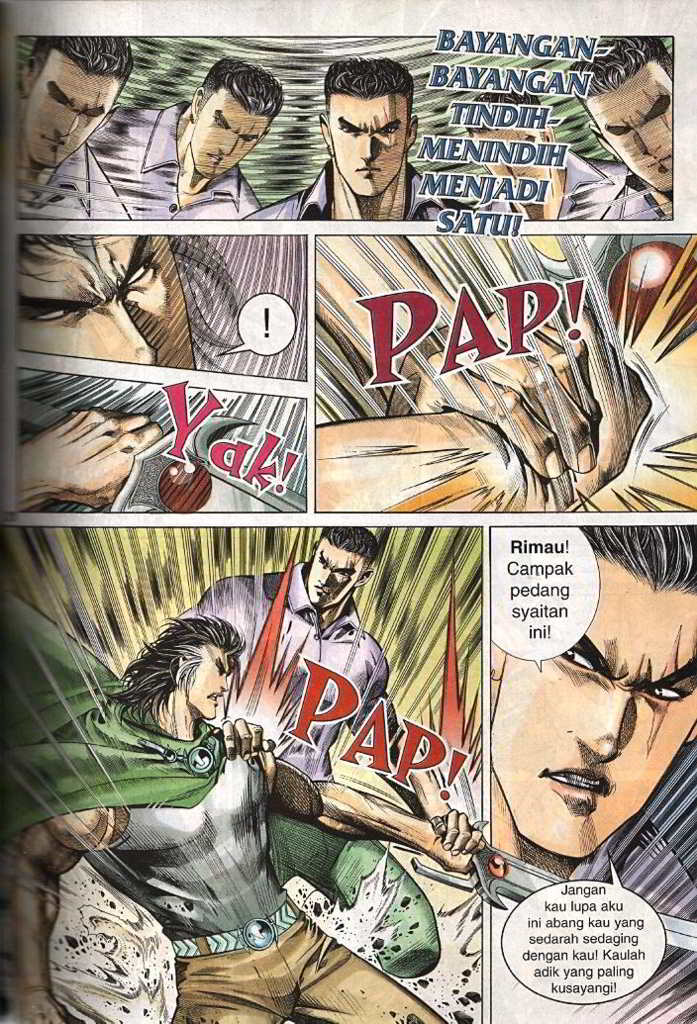 BAYANGAN-
BAYANGAN
TINDIH-
MENINDIH
MENJADI
SATU!
!
PAP!
Yak!
PAP!
Rimau!
Campak
pedang
syaitan
ini!
Jangan
kau lupa aku
ini abang kau yang
sedarah sedaging
dengan kau! Kaulah
adik yang paling
kusayangi!